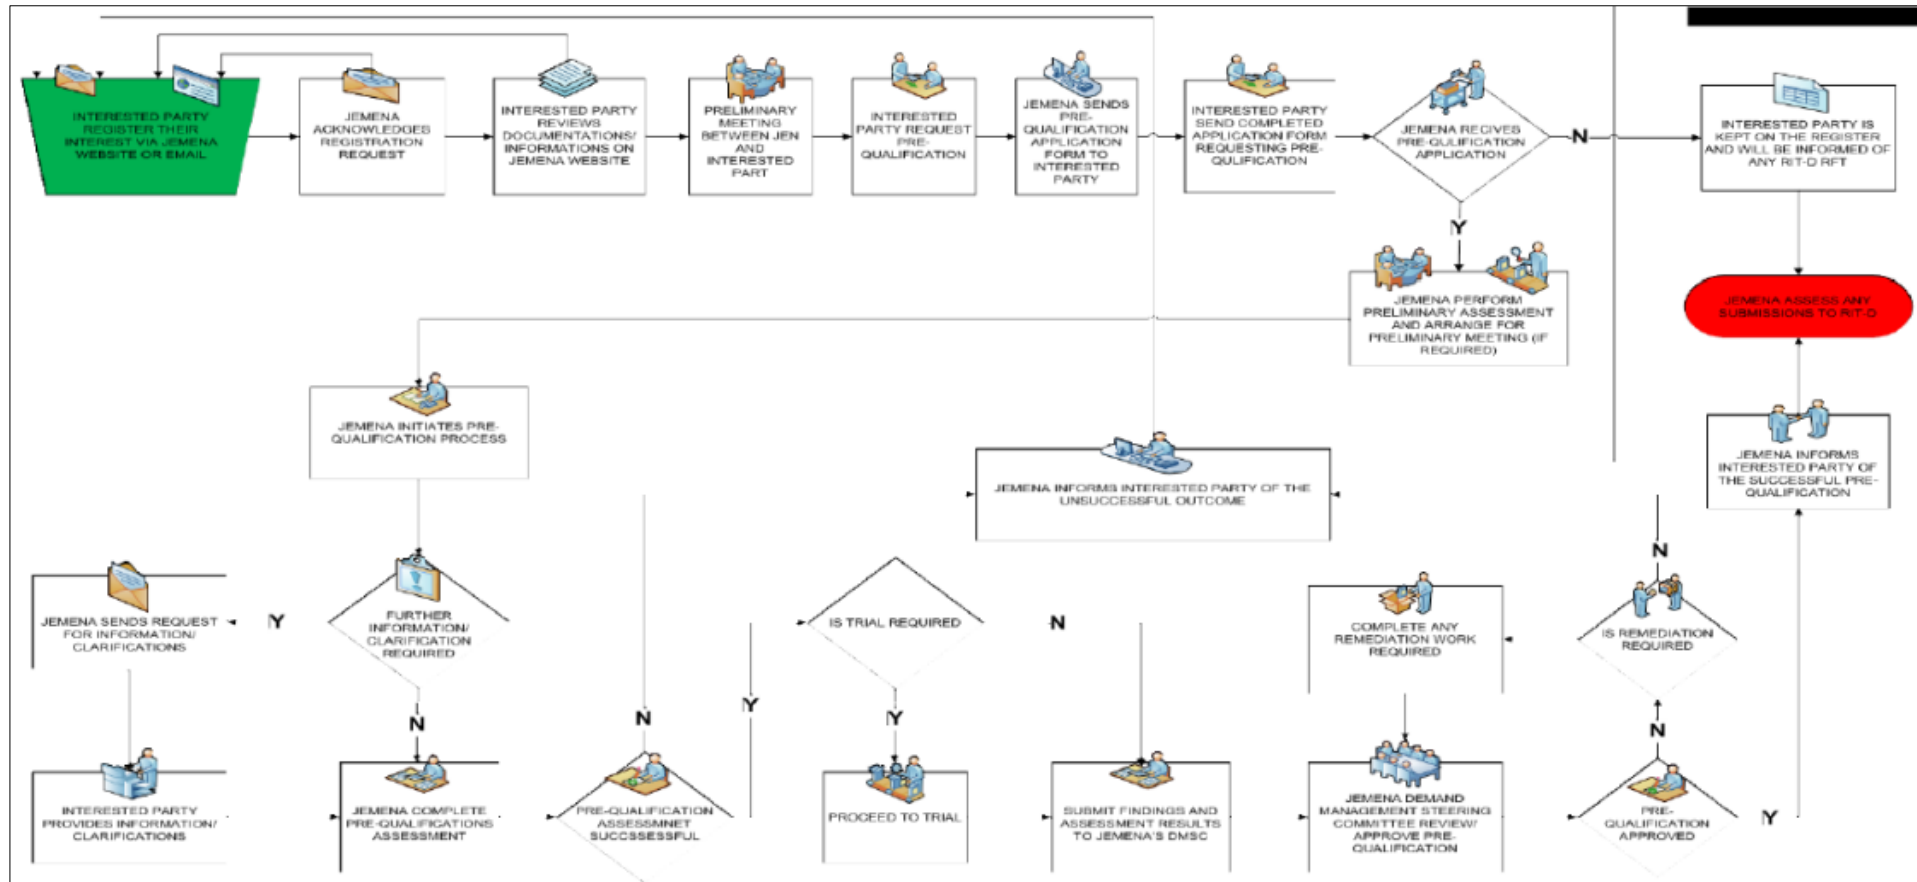 INTERESTED PARTY
REGISTER THEIR
INTEREST VIA JEMENA
WEBSITE OR EMAIL
JEMENA
ACKNOWLEDGES
REGISTRATION
REQUEST
INTERESTED PARTY
REVIEWS
DOCUMENTATIONS/
INFORMATIONS ON
JEMENA WEBSITE
PRELIMINARY
MEETING
BETWEEN JEN
AND
INTERESTED
PART
INTERESTED
PARTY REQUEST
PRE-
QUALIFICATION
JEMENA SENDS
PRE-
QUALIFICATION
APPLICATION
FORM TO
INTERESTED
PARTY
INTERESTED PARTY
SEND COMPLETED
APPLICATION FORM
REQUESTING PRE-
QULIFICATION
JEMENA RECIVES
PRE-QULIFICATION
APPLICATION
N
INTERESTED PARTY IS
KEPT ON THE REGISTER
AND WILL BE INFORMED OF
ANY RIT-D RFT
Y
JEMENA PERFORM
PRELIMINARY ASSESSMENT
AND ARRANGE FOR
PRELIMINARY MEETING (IF
REQUIRED)
JEMENA ASSESS ANY
SUBMISSIONS TO RIT-D
JEMENA INITIATES PRE-
QUALIFICATION PROCESS
JEMENA INFORMS INTERESTED PARTY OF THE
UNSUCCESSFUL OUTCOME
JEMENA INFORMS
INTERESTED PARTY OF
THE SUCCESSFUL PRE-
QUALIFICATION
JEMENA SENDS REQUEST
FOR INFORMATION/
CLARIFICATIONS
Y
FURTHER
INFORMATION/
CLARIFICATION
REQUIRED
IS TRIAL REQUIRED
N
COMPLETE ANY
REMEDIATION WORK
REQUIRED
N
IS REMEDIATION
REQUIRED
N
N
Y
Y
N
INTERESTED PARTY
PROVIDES INFORMATION/
CLARIFICATIONS
JEMENA COMPLETE
PRE-QUALIFICATIONS
ASSESSMENT
PRE-QUALIFICATION
ASSESSMNET
SUCCSSESSFUL
PROCEED TO TRIAL
SUBMIT FINDINGS AND
ASSESSMENT RESULTS
TO JEMENA'S DMSC
JEMENA DEMAND
MANAGEMENT STEERING
COMMITTEE REVIEW/
APPROVE PRE-
QUALIFICATION
PRE-
QUALIFICATION
APPROVED
Y